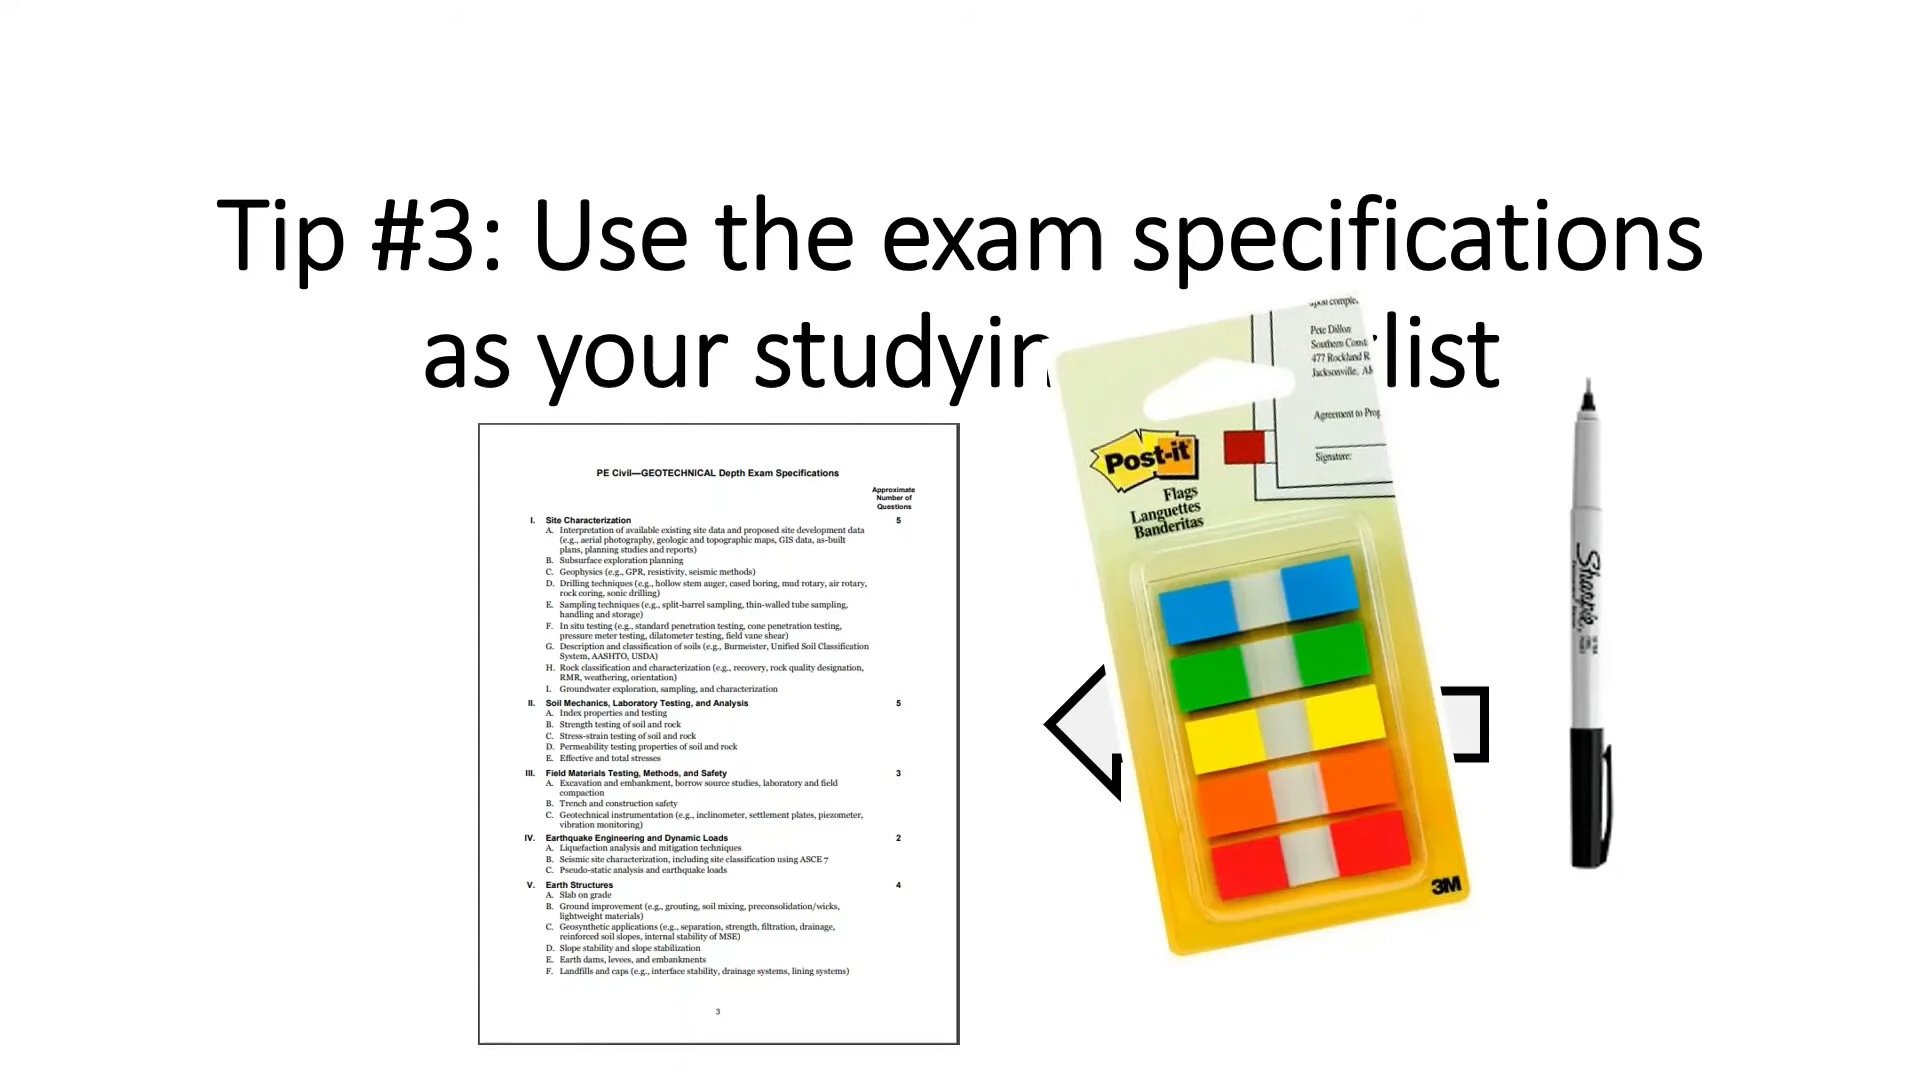 Tip #3: Use the exam specifications
as your studyin list
PE Civil—GEOTECHNICAL Depth Exam Specifications
Approximate
Number of
Questions
I. Site Characterization 5
A. Interpretation of available existing site data and proposed site development data
(e.g., aerial photography, geologic and topographic maps, GIS data, as-built
plans, planning studies and reports)
B. Subsurface exploration planning
C. Geophysics (e.g., GPR, resistivity, seismic methods)
D. Drilling techniques (e.g., hollow stem auger, cased boring, mud rotary, air rotary,
rock coring, sonic drilling)
E. Sampling techniques (e.g., split-barrel sampling, thin-walled tube sampling,
handling and storage)
F. In situ testing (e.g., standard penetration testing, cone penetration testing,
pressure meter testing, dilatometer testing, field vane shear)
G. Description and classification of soils (e.g., Burmeister, Unified Soil Classification
System, AASHTO, USDA)
H. Rock classification and characterization (e.g., recovery, rock quality designation,
RMR, weathering, orientation)
I. Groundwater exploration, sampling, and characterization
II. Soil Mechanics, Laboratory Testing, and Analysis 5
A. Index properties and testing
B. Strength testing of soil and rock
C. Stress-strain testing of soil and rock
D. Permeability testing properties of soil and rock
E. Effective and total stresses
III. Field Materials Testing, Methods, and Safety 3
A. Excavation and embankment, borrow source studies, laboratory and field
compaction
B. Trench and construction safety
C. Geotechnical instrumentation (e.g., inclinometer, settlement plates, piezometer,
vibration monitoring)
IV. Earthquake Engineering and Dynamic Loads 2
A. Liquefaction analysis and mitigation techniques
B. Seismic site characterization, including site classification using ASCE 7
C. Pseudo-static analysis and earthquake loads
V. Earth Structures 4
A. Slab on grade
B. Ground improvement (e.g., grouting, soil mixing, preconsolidation/wicks,
lightweight materials)
C. Geosynthetic applications (e.g., separation, strength, filtration, drainage,
reinforced soil slopes, internal stability of MSE)
D. Slope stability and slope stabilization
E. Earth dams, levees, and embankments
F. Landfills and caps (e.g., interface stability, drainage systems, lining systems)
3
upon comple
Pete Dillon
Southern Const
477 Rockland R
Jacksonville, A
Agreement to Prop
Signature:
Post-it
Flags
Languettes
Banderitas
3M
Sharpie